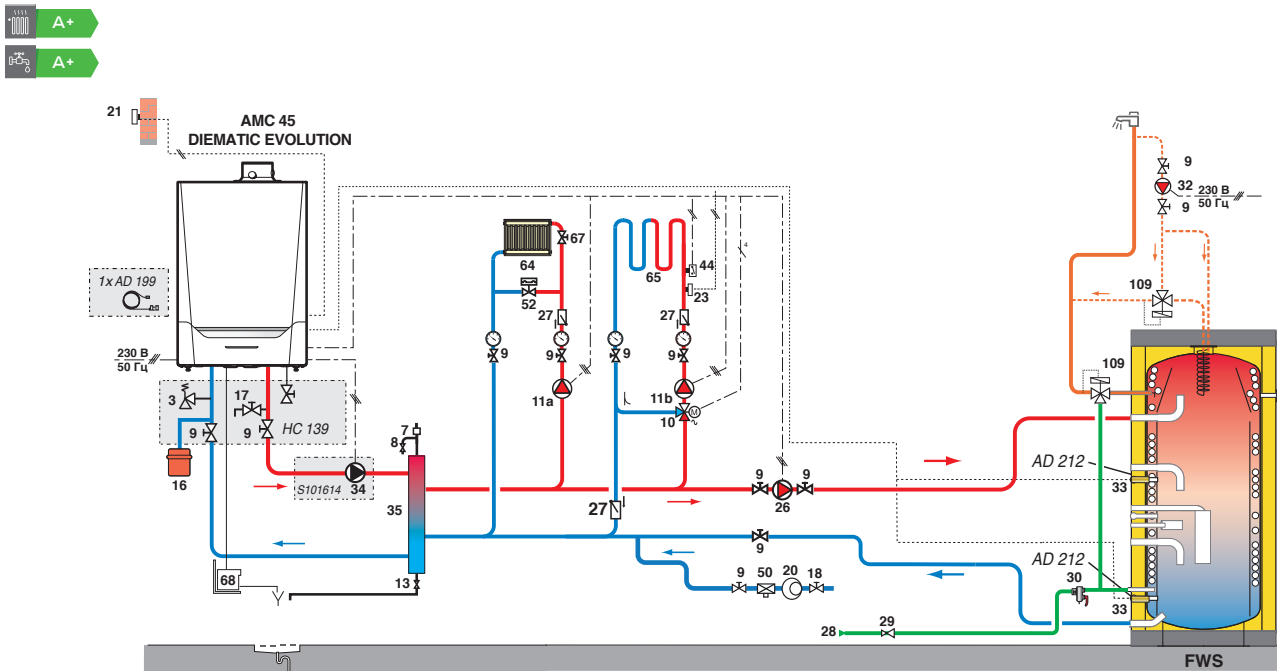 A+
A+
21
AMC 45
DIEMATIC EVOLUTION
1x AD 199
230 В
50 Гц
3
17
9
9
HC 139
16
7
8
S101614
34
35
68
13
64
67
52
27
9
9
11a
65
44
23
27
9
9
11b
10
M
4
27
9
9
26
9
9
50
20
18
9
32
9
230 В
50 Гц
109
109
AD 212
33
AD 212
33
30
28
29
FWS